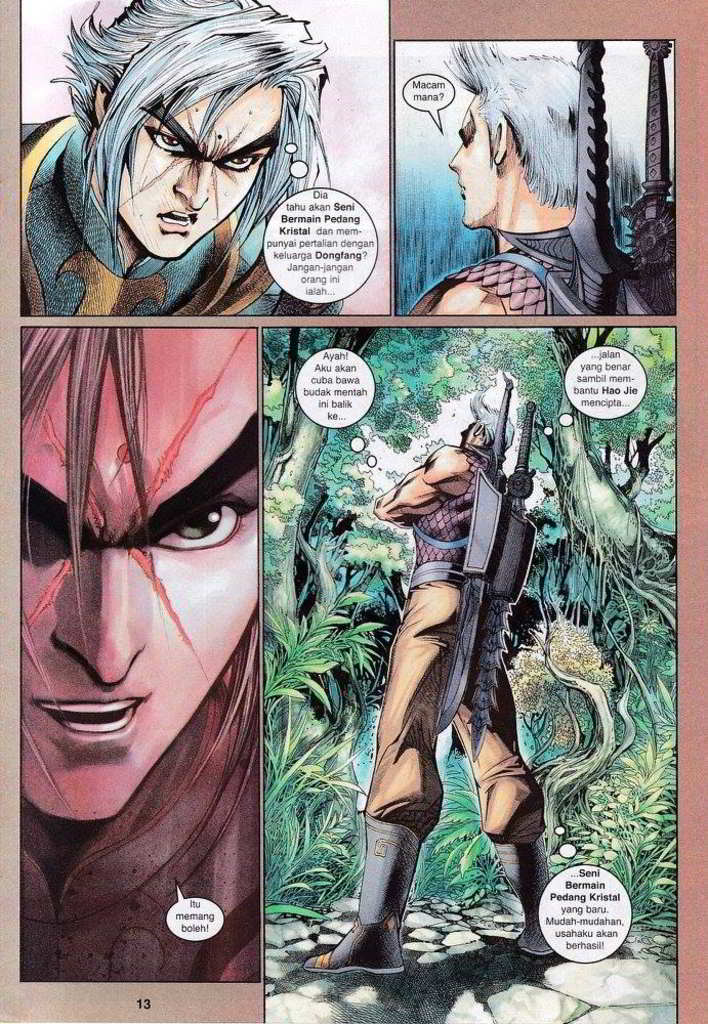 Dia
tahu akan Seni
Bermain Pedang
Kristal dan mem-
punyai pertalian dengan
keluarga Dongfang?
Jangan-jangan
orang ini
ialah...
Macam
mana?
Itu
memang
boleh!
Ayah!
Aku akan
cuba bawa
budak mentah
ini balik
ke...
...jalan
yang benar
sambil mem-
bantu Hao Jie
mencipta...
...Seni
Bermain
Pedang Kristal
yang baru.
Mudah-mudahan,
usahaku akan
berhasil!
13